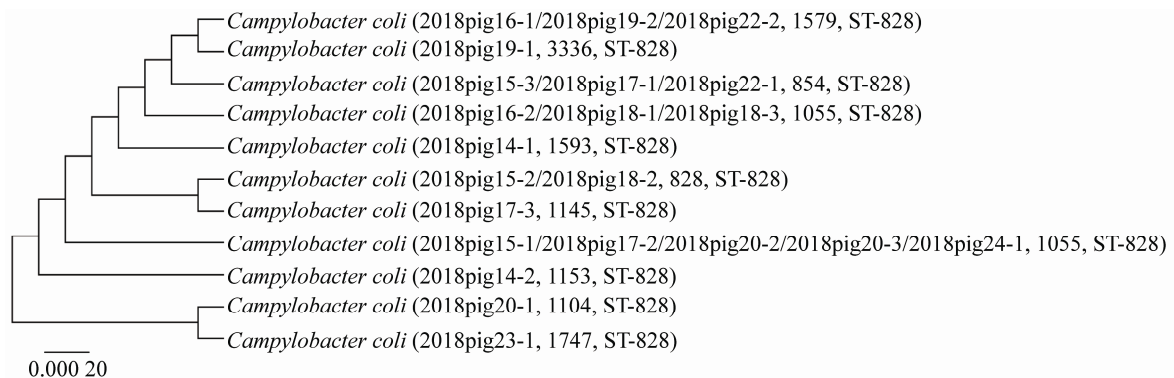 Campylobacter coli (2018pig16-1/2018pig19-2/2018pig22-2, 1579, ST-828)
Campylobacter coli (2018pig19-1, 3336, ST-828)
Campylobacter coli (2018pig15-3/2018pig17-1/2018pig22-1, 854, ST-828)
Campylobacter coli (2018pig16-2/2018pig18-1/2018pig18-3, 1055, ST-828)
Campylobacter coli (2018pig14-1, 1593, ST-828)
Campylobacter coli (2018pig15-2/2018pig18-2, 828, ST-828)
Campylobacter coli (2018pig17-3, 1145, ST-828)
Campylobacter coli (2018pig15-1/2018pig17-2/2018pig20-2/2018pig20-3/2018pig24-1, 1055, ST-828)
Campylobacter coli (2018pig14-2, 1153, ST-828)
Campylobacter coli (2018pig20-1, 1104, ST-828)
Campylobacter coli (2018pig23-1, 1747, ST-828)
0.000 20